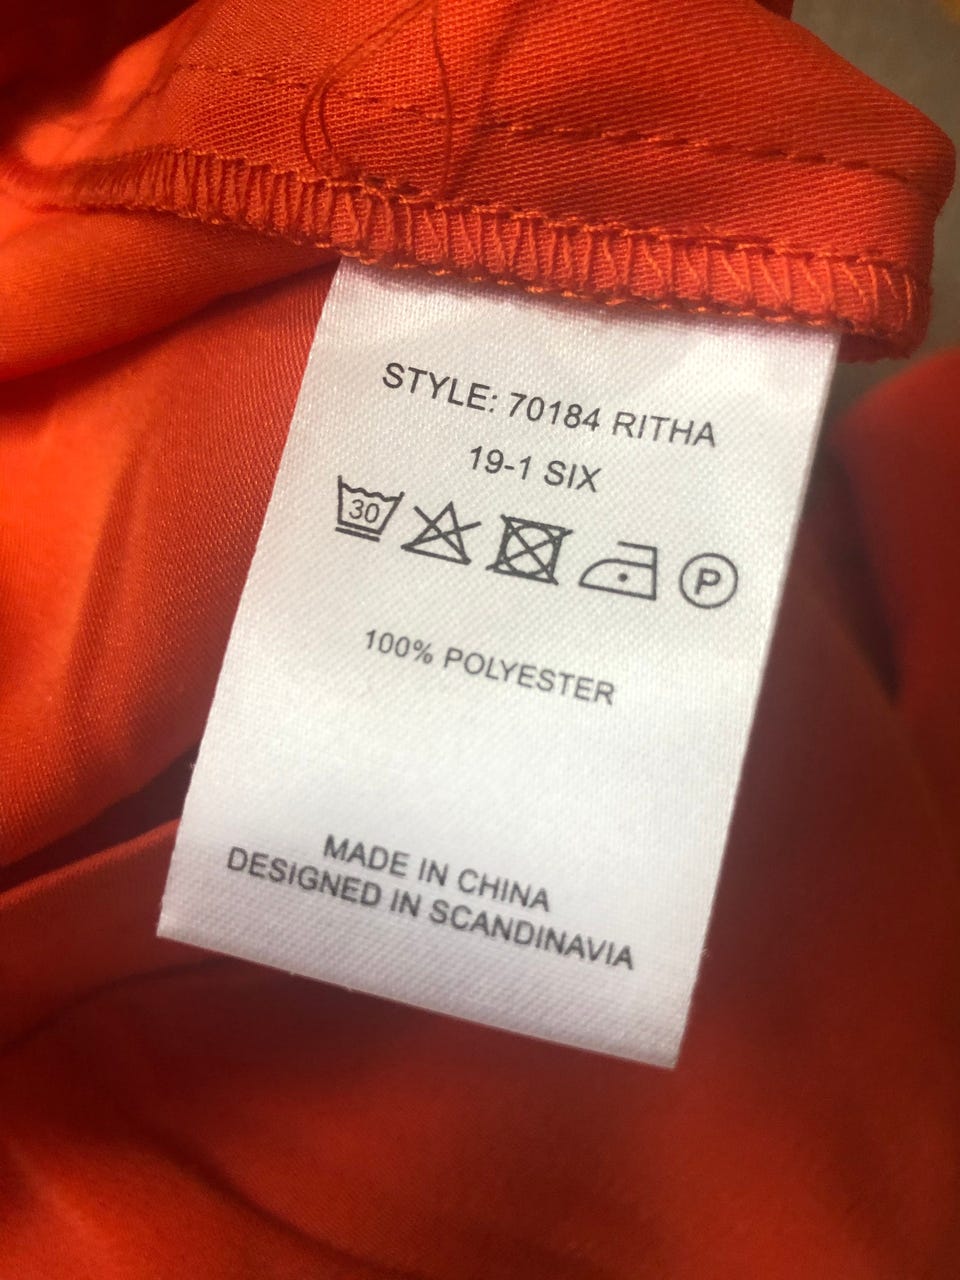 STYLE: 70184 RITHA
19-1 SIX
30 P
100% POLYESTER
MADE IN CHINA
DESIGNED IN SCANDINAVIA